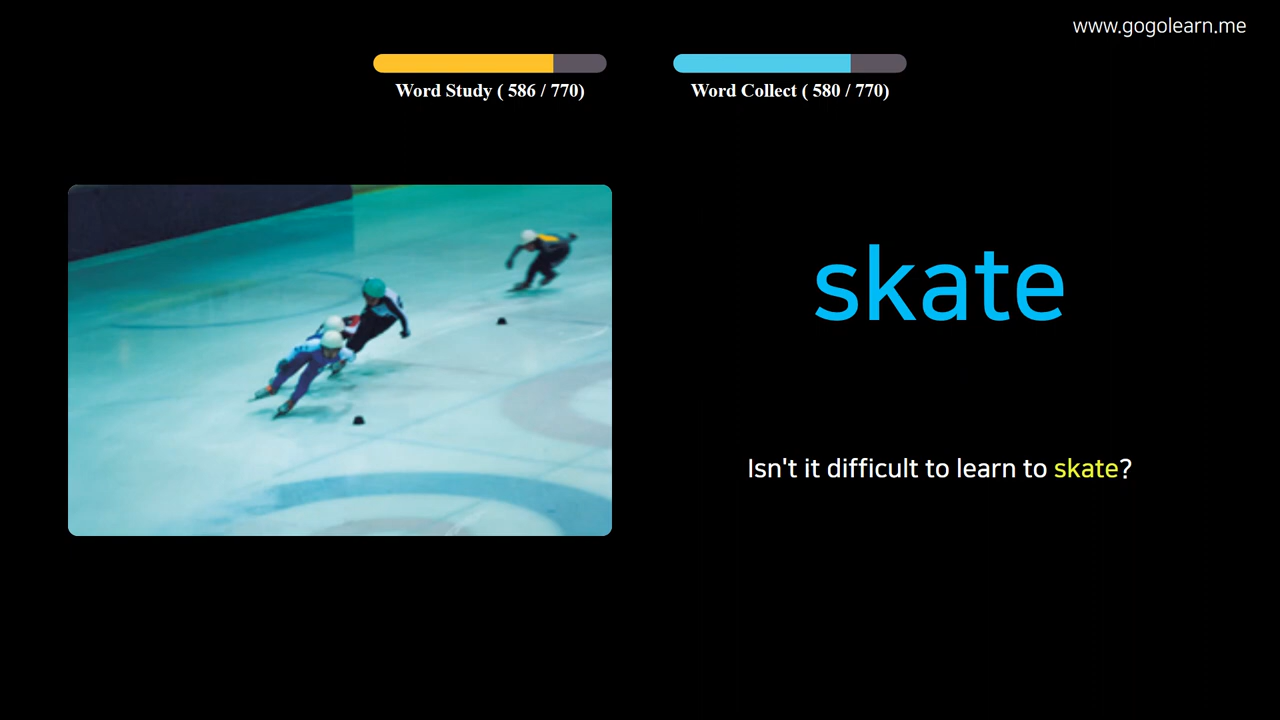 www.gogolearn.me
Word Study ( 586 / 770)
Word Collect ( 580 / 770)
skate
Isn't it difficult to learn to skate?